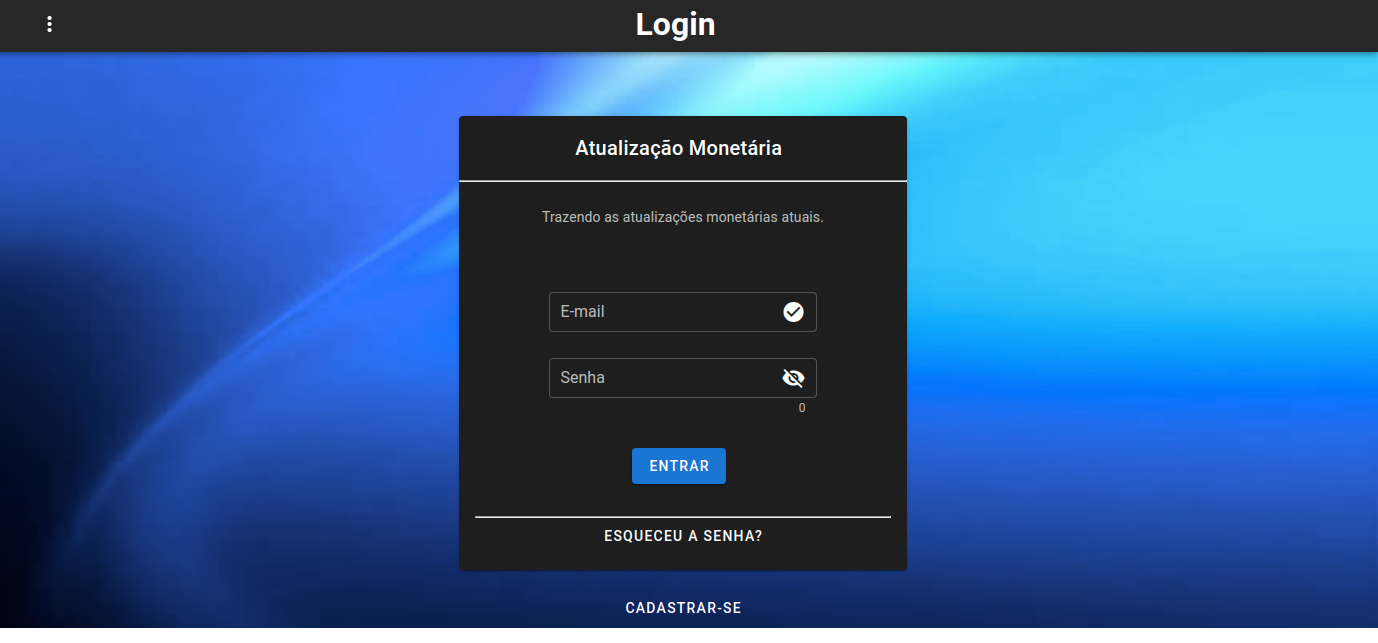 Login
Atualização Monetária
Trazendo as atualizações monetárias atuais.
E-mail
Senha
0
ENTRAR
ESQUECEU A SENHA?
CADASTRAR-SE